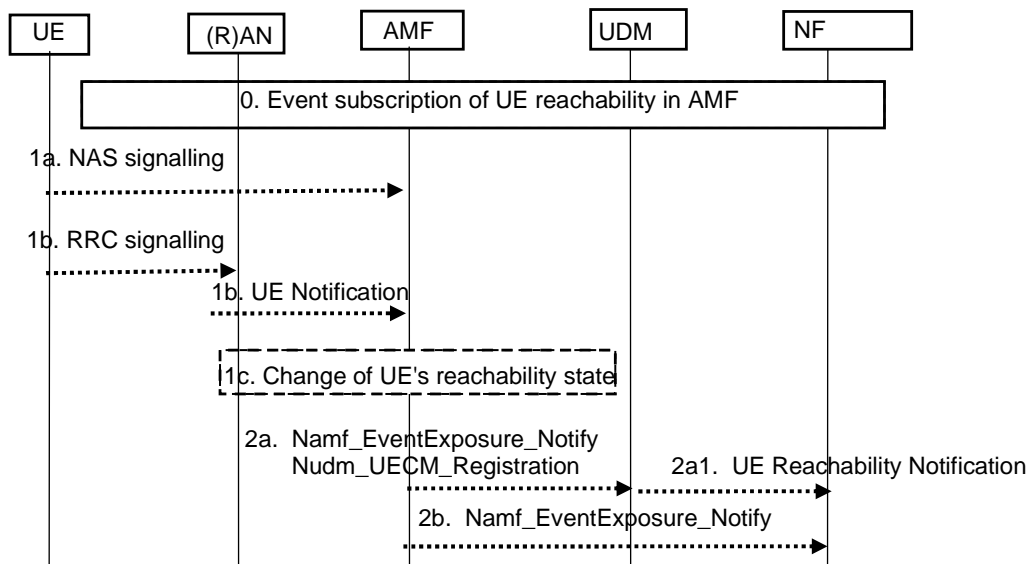 UE
(R)AN
AMF
UDM
NF
0. Event subscription of UE reachability in AMF
1a. NAS signalling
1b. RRC signalling
1b. UE Notification
1c. Change of UE's reachability state
2a. Namf_EventExposure_Notify
Nudm_UECM_Registration
2a1. UE Reachability Notification
2b. Namf_EventExposure_Notify